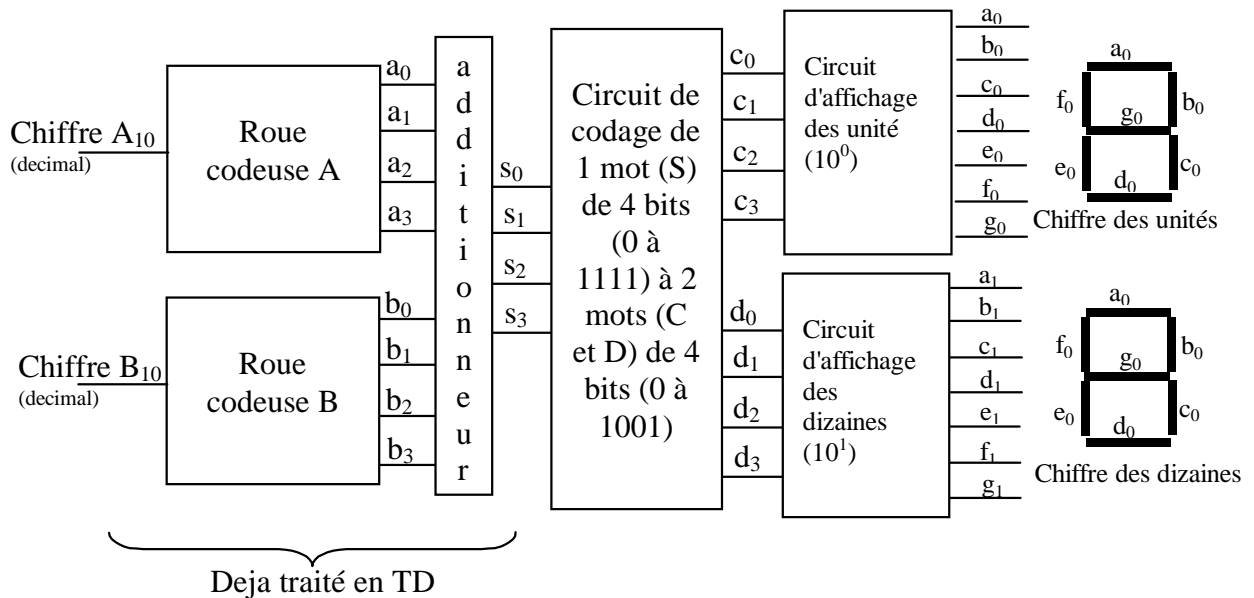 Chiffre A10
(decimal)
Roue
codeuse A
a0
a1
a2
a3
Chiffre B10
(decimal)
Roue
codeuse B
b0
b1
b2
b3
a
d
d
i
t
i
o
n
n
e
u
r
s0
s1
s2
s3
Circuit de
codage de
1 mot (S)
de 4 bits
(0 à
1111) à 2
mots (C
et D) de 4
bits (0 à
1001)
c0
c1
c2
c3
d0
d1
d2
d3
Circuit
d'affichage
des unité
(10^0)
a0
b0
c0
d0
e0
f0
g0
a0
f0
g0
b0
e0
d0
c0
Chiffre des unités
Circuit
d'affichage
des
dizaines
(10^1)
a1
b1
c1
d1
e1
f1
g1
a0
f0
g0
b0
e0
d0
c0
Chiffre des dizaines
Deja traité en TD